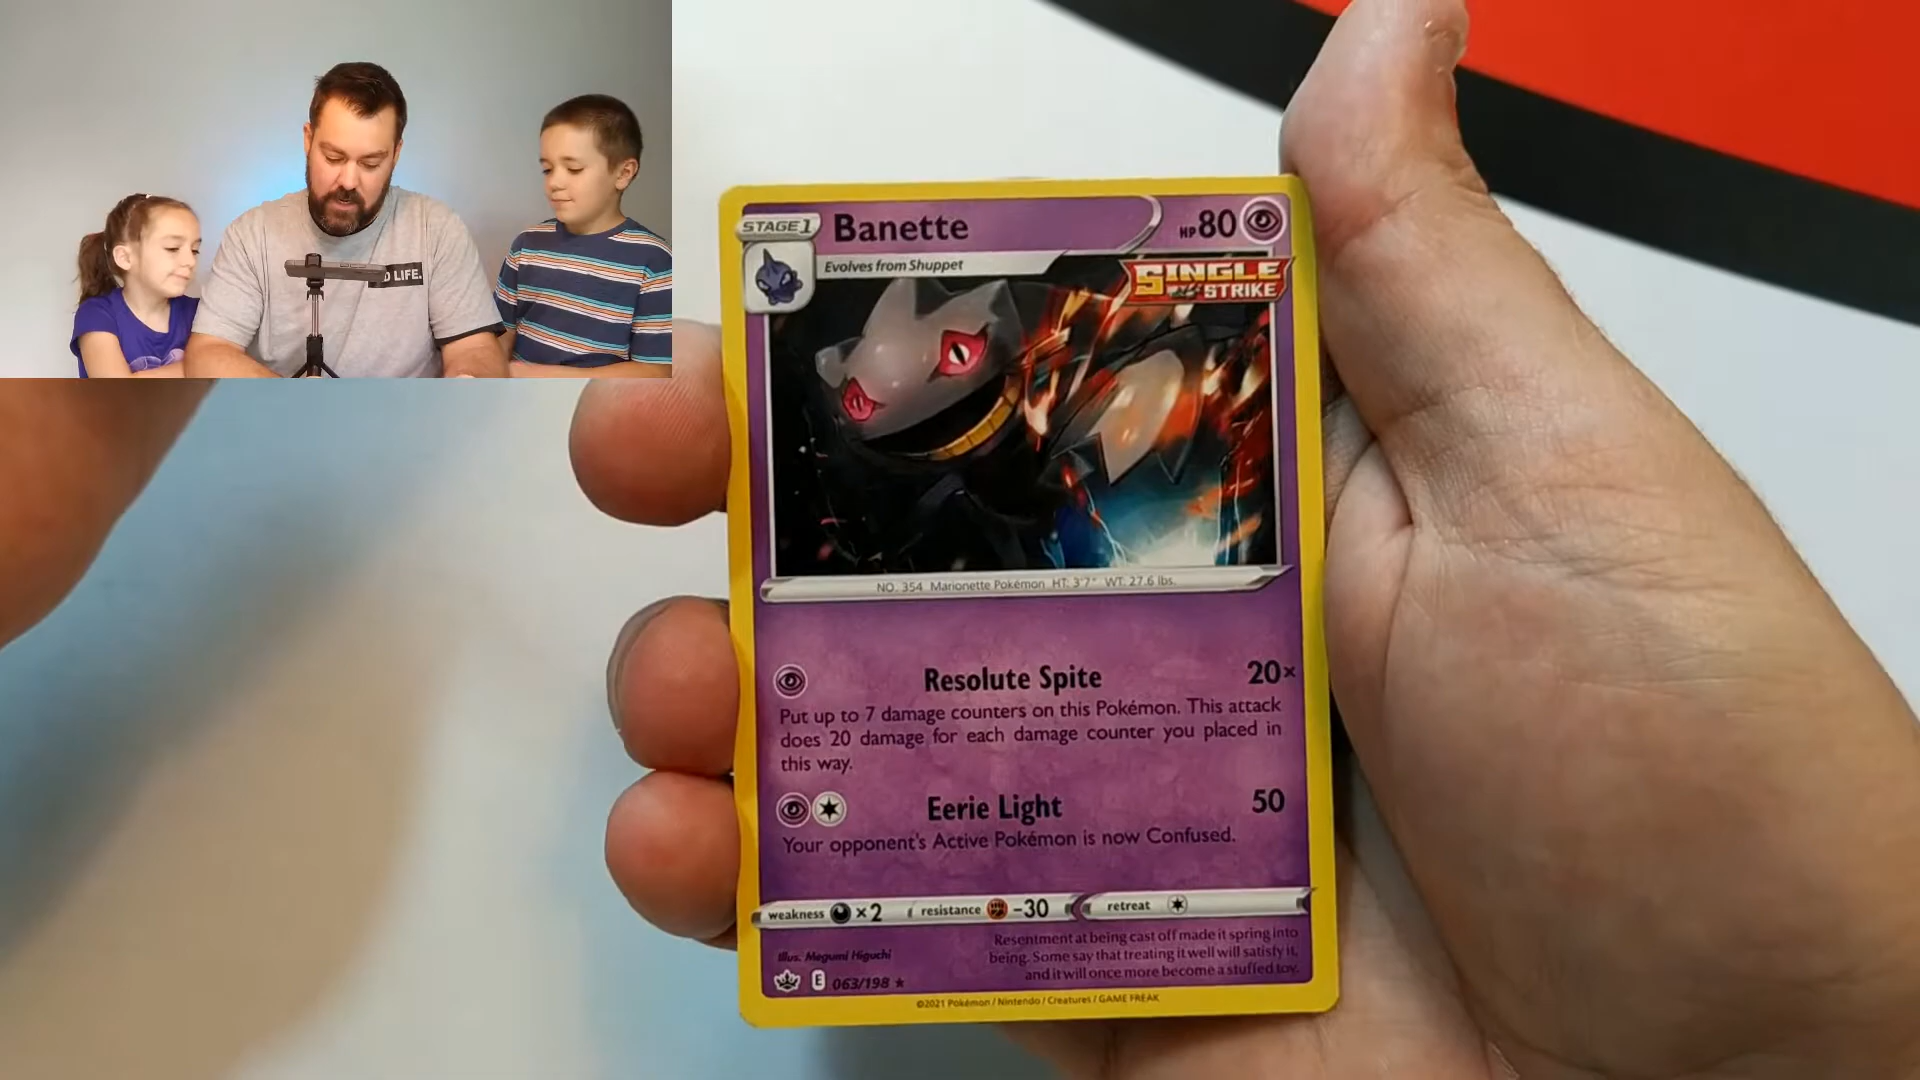 D LIFE.
STAGE 1 Banette HP 80
Evolves from Shuppet
SINGLE
STRIKE
NO. 354 Marionette Pokémon HT: 3'7" WT: 27.6 lbs.
Resolute Spite 20×
Put up to 7 damage counters on this Pokémon. This attack
does 20 damage for each damage counter you placed in
this way.
Eerie Light 50
Your opponent's Active Pokémon is now Confused.
weakness ×2 resistance -30 retreat
Illus. Megumi Higuchi
Resentment at being cast off made it spring into
being. Some say that treating it well will satisfy it,
and it will once more become a stuffed toy.
E 063/198 ★
©2021 Pokémon / Nintendo / Creatures / GAME FREAK